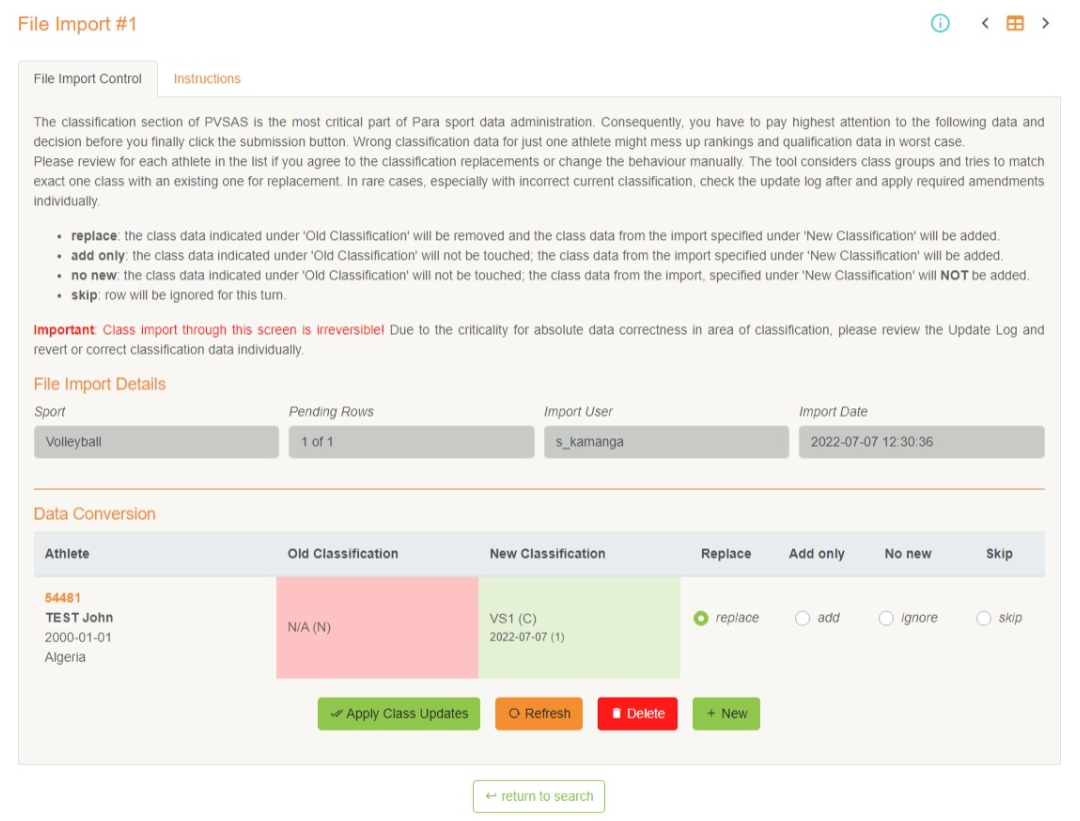 File Import #1
File Import Control
Instructions
The classification section of PVSAS is the most critical part of Para sport data administration. Consequently, you have to pay highest attention to the following data and
decision before you finally click the submission button. Wrong classification data for just one athlete might mess up rankings and qualification data in worst case.
Please review for each athlete in the list if you agree to the classification replacements or change the behaviour manually. The tool considers class groups and tries to match
exact one class with an existing one for replacement. In rare cases, especially with incorrect current classification, check the update log after and apply required amendments
individually.
• replace: the class data indicated under 'Old Classification' will be removed and the class data from the import specified under 'New Classification' will be added.
• add only: the class data indicated under 'Old Classification' will not be touched; the class data from the import specified under 'New Classification' will be added.
• no new: the class data indicated under 'Old Classification' will not be touched; the class data from the import, specified under 'New Classification' will NOT be added.
• skip: row will be ignored for this turn.
Important: Class import through this screen is irreversible! Due to the criticality for absolute data correctness in area of classification, please review the Update Log and
revert or correct classification data individually.
File Import Details
Sport Pending Rows Import User Import Date
Volleyball 1 of 1 s_kamanga 2022-07-07 12:30:36
Data Conversion
Athlete Old Classification New Classification Replace Add only No new Skip
54481
TEST John
2000-01-01
Algeria
N/A (N)
VS1 (C)
2022-07-07 (1)
replace add ignore skip
Apply Class Updates Refresh Delete + New
return to search